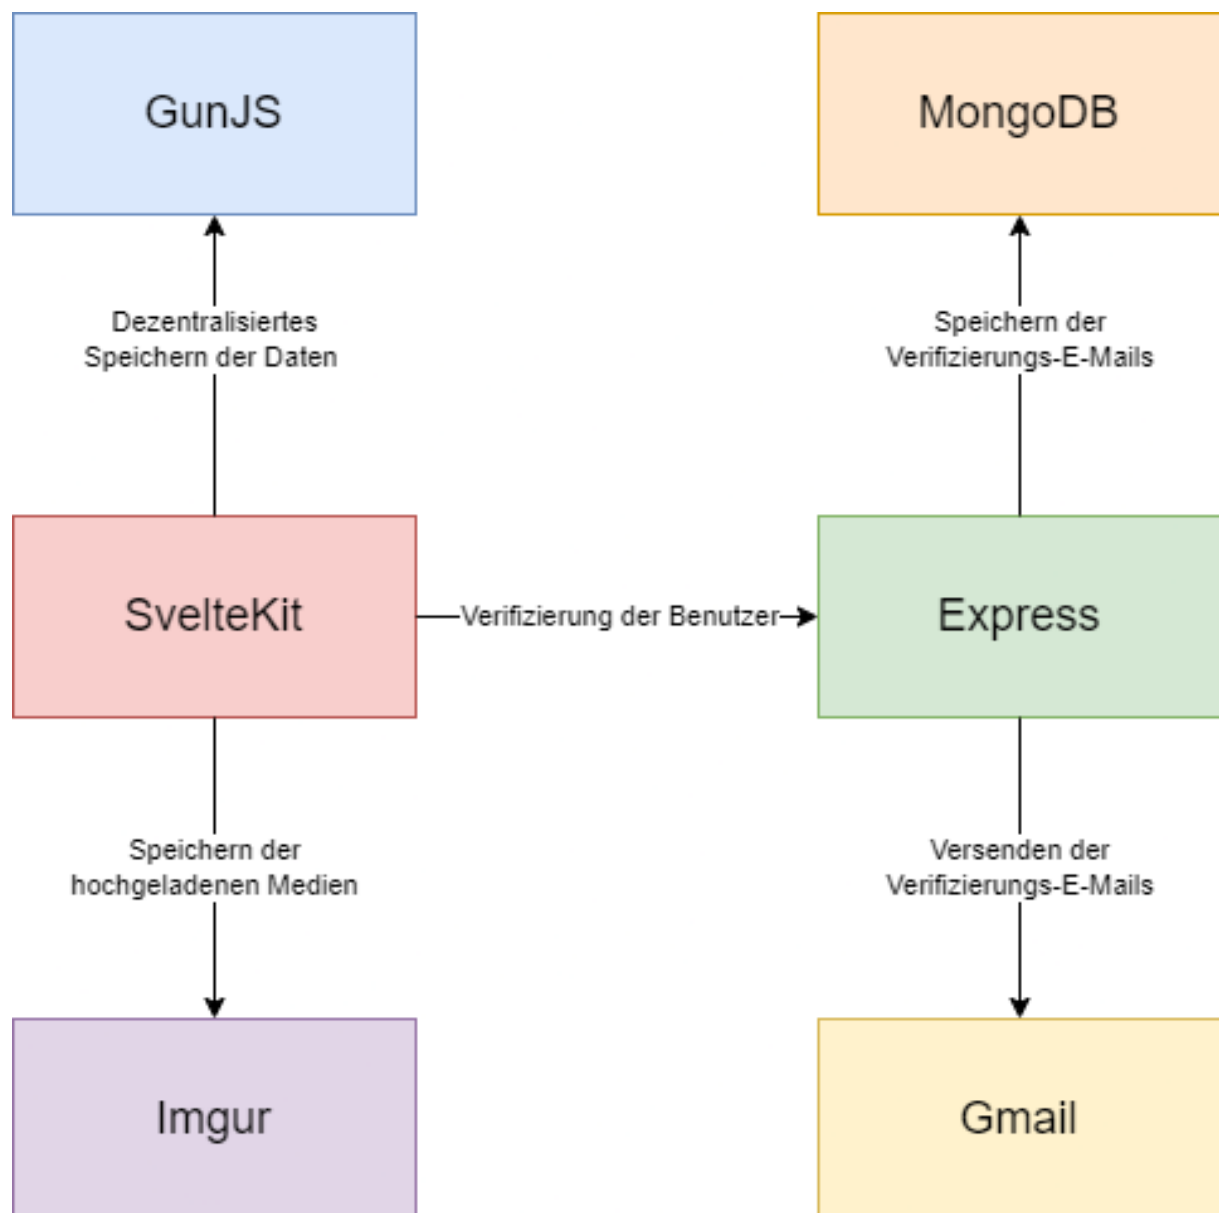 GunJS
MongoDB
Dezentralisiertes
Speichern der Daten
Speichern der
Verifizierungs-E-Mails
SvelteKit
Verifizierung der Benutzer
Express
Speichern der
hochgeladenen Medien
Versenden der
Verifizierungs-E-Mails
Imgur
Gmail